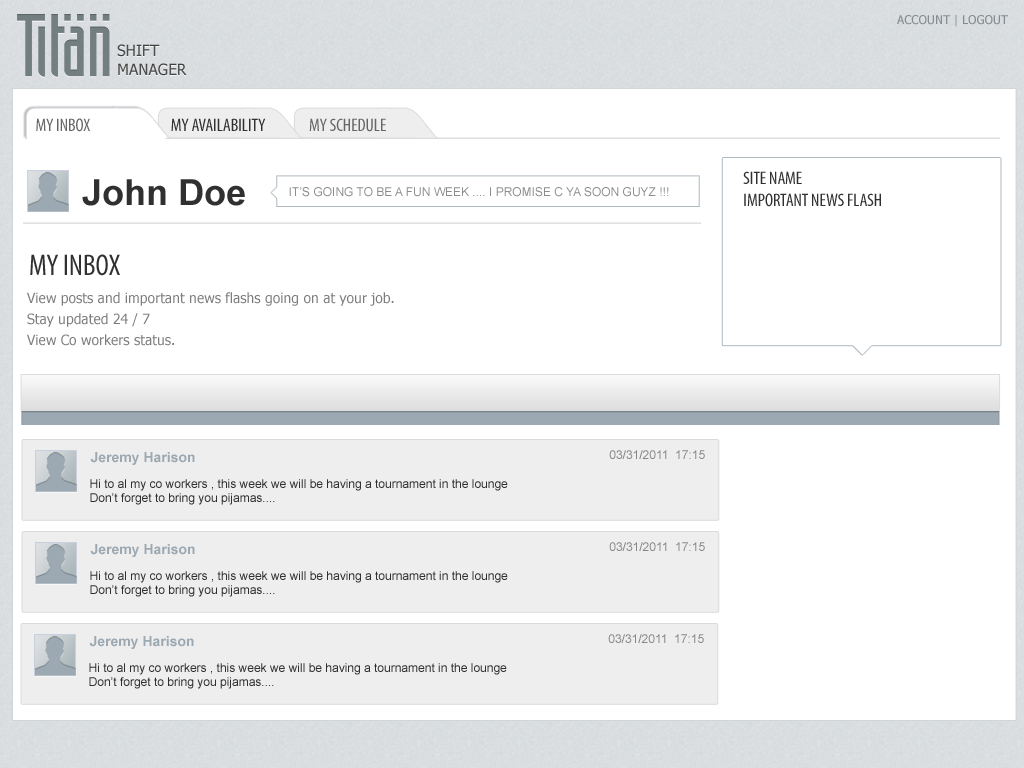 Titän SHIFT MANAGER
ACCOUNT | LOGOUT
MY INBOX
MY AVAILABILITY
MY SCHEDULE
John Doe
IT'S GOING TO BE A FUN WEEK .... I PROMISE C YA SOON GUYZ !!!
SITE NAME
IMPORTANT NEWS FLASH
MY INBOX
View posts and important news flashs going on at your job.
Stay updated 24 / 7
View Co workers status.
Jeremy Harison
03/31/2011 17:15
Hi to al my co workers , this week we will be having a tournament in the lounge
Don't forget to bring you pijamas....
Jeremy Harison
03/31/2011 17:15
Hi to al my co workers , this week we will be having a tournament in the lounge
Don't forget to bring you pijamas....
Jeremy Harison
03/31/2011 17:15
Hi to al my co workers , this week we will be having a tournament in the lounge
Don't forget to bring you pijamas....